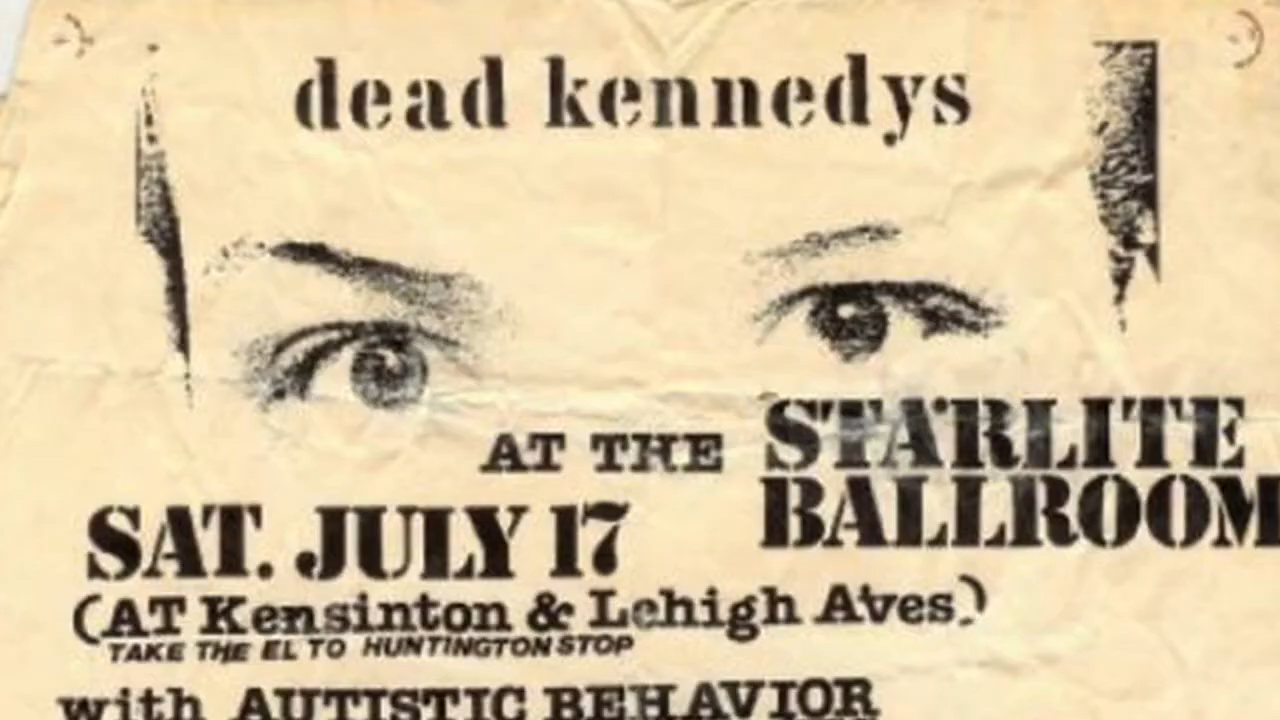 dead kennedys
AT THE STARLITE
BALLROOM
SAT. JULY 17
(AT Kensinton & Lehigh Aves.)
TAKE THE EL TO HUNTINGTON STOP
with AUTISTIC BEHAVIOR